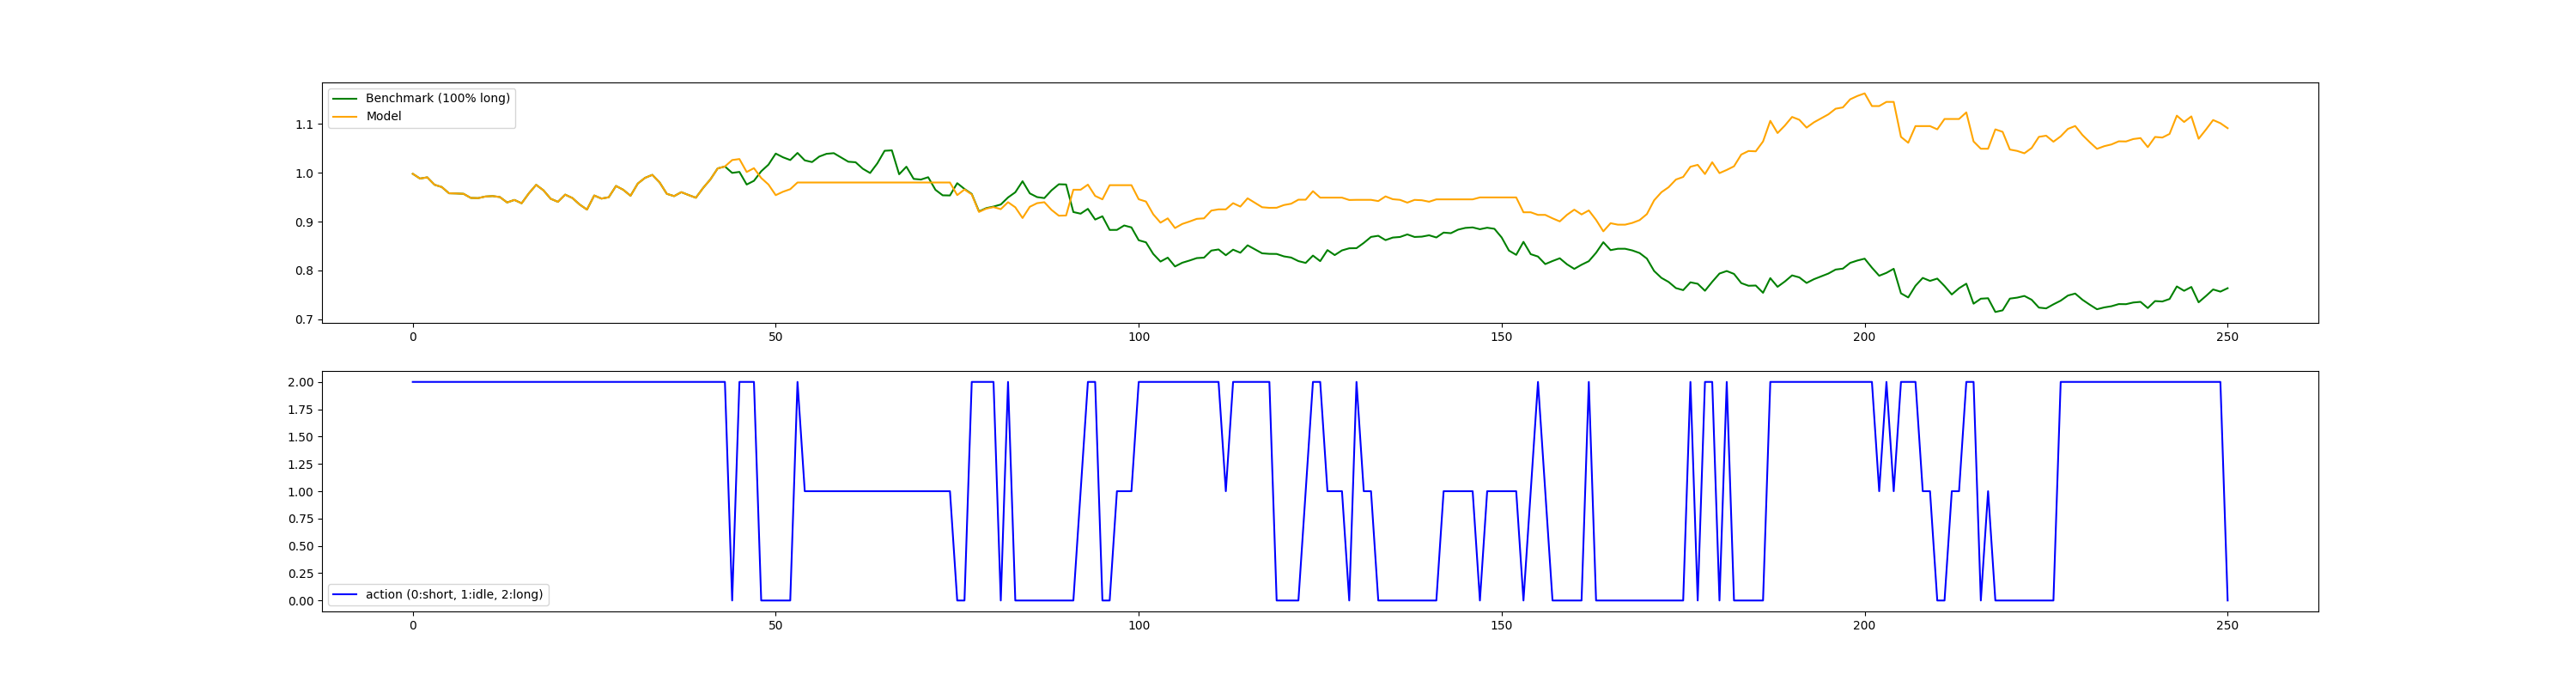 Benchmark (100% long)
Model
1.1
1.0
0.9
0.8
0.7
0 50 100 150 200 250
2.00
1.75
1.50
1.25
1.00
0.75
0.50
0.25
0.00
action (0:short, 1:idle, 2:long)
0 50 100 150 200 250